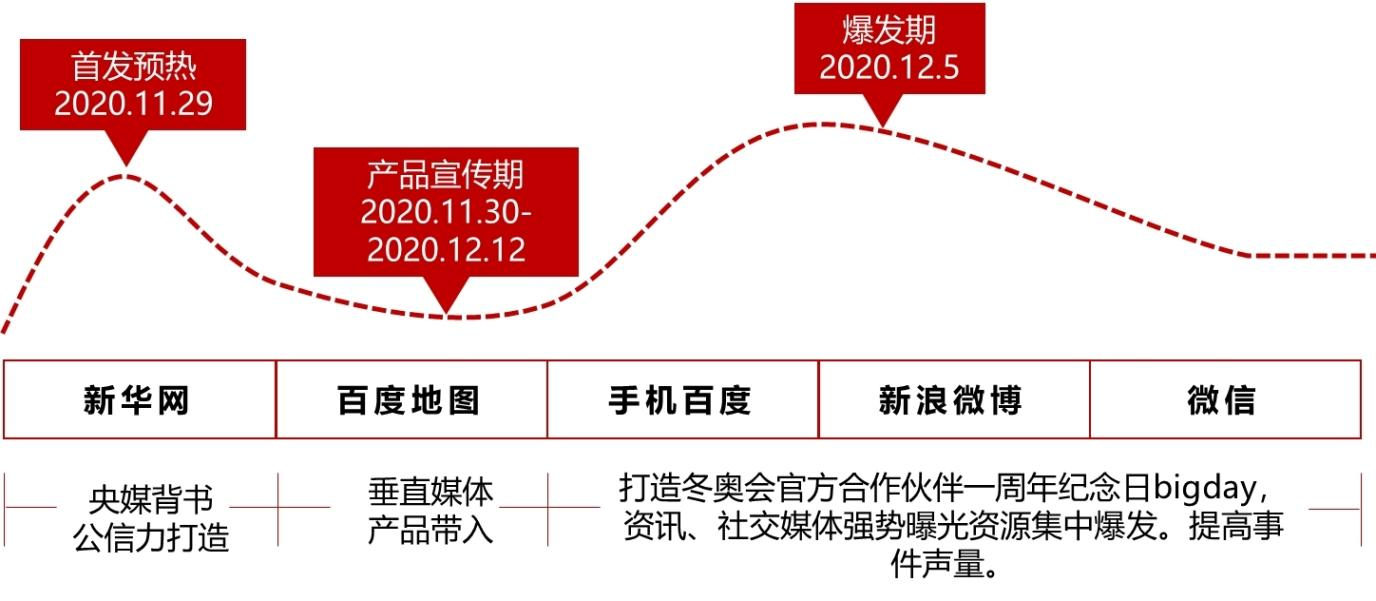 首发预热
2020.11.29
产品宣传期
2020.11.30-
2020.12.12
爆发期
2020.12.5
新华网
百度地图
手机百度
新浪微博
微信
央媒背书
公信力打造
垂直媒体
产品带入
打造冬奥会官方合作伙伴一周年纪念日bigday，
资讯、社交媒体强势曝光资源集中爆发。提高事
件声量。